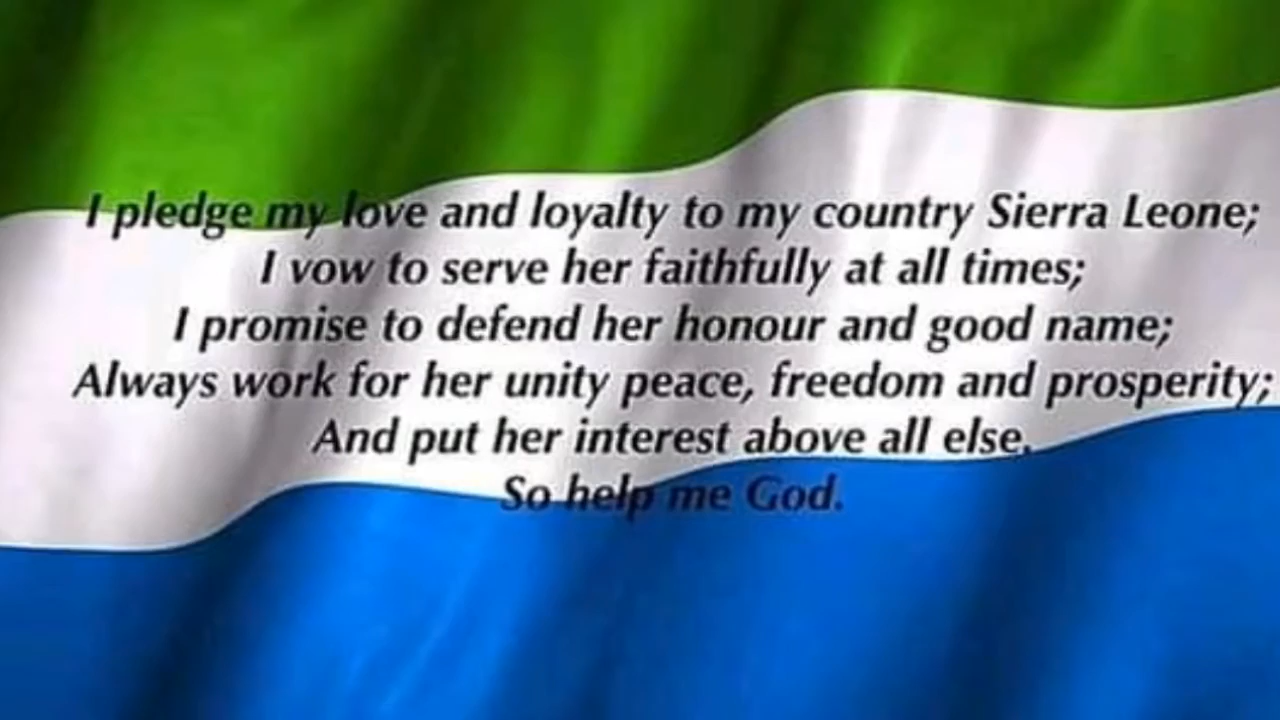 I pledge my love and loyalty to my country Sierra Leone;
I vow to serve her faithfully at all times;
I promise to defend her honour and good name;
Always work for her unity peace, freedom and prosperity;
And put her interest above all else.
So help me God.